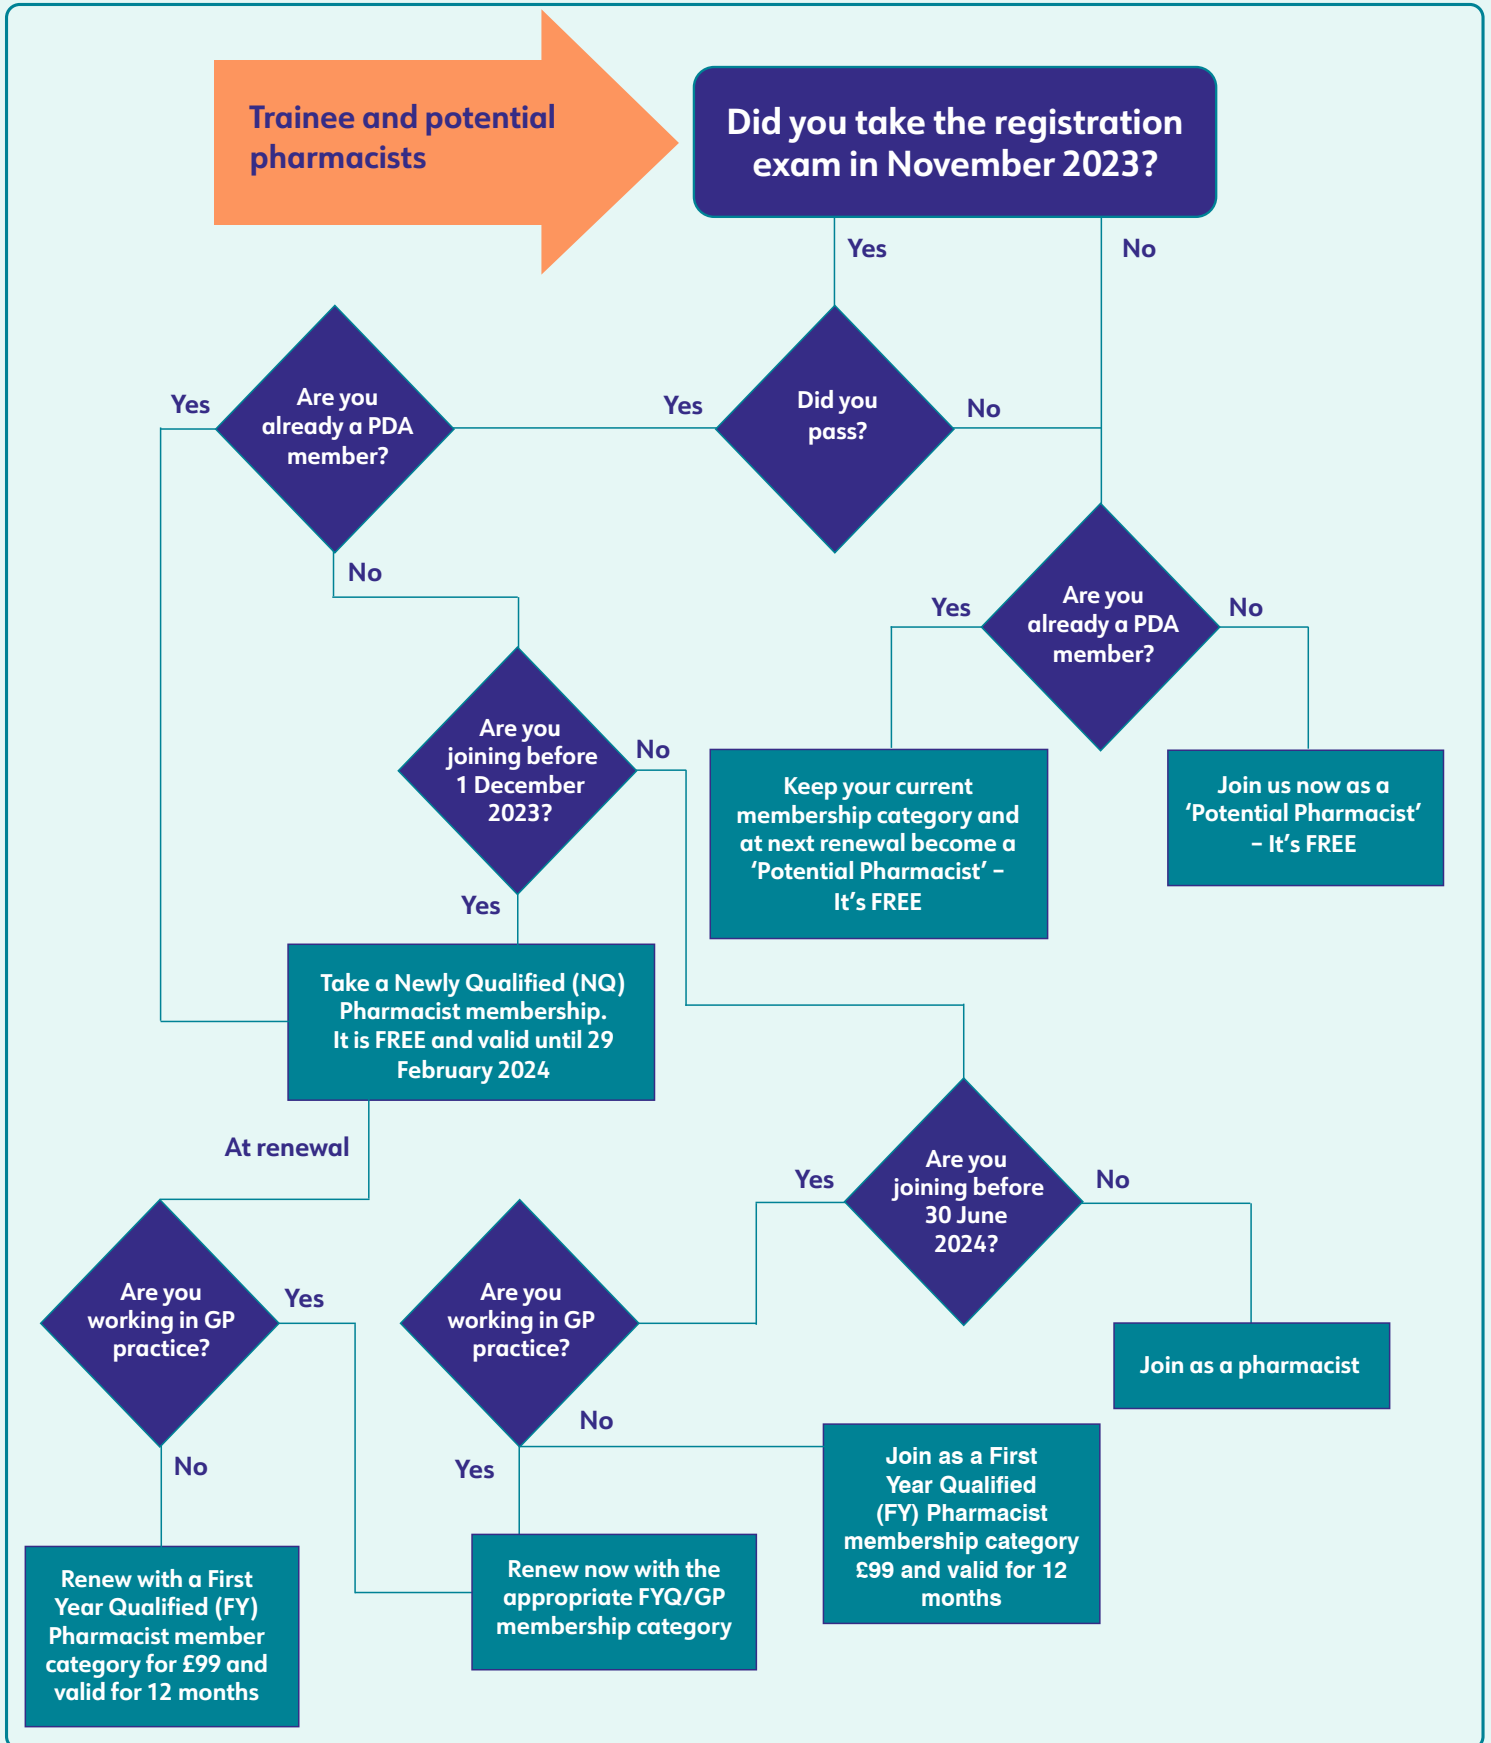 Trainee and potential
pharmacists
Did you take the registration
exam in November 2023?
Yes
No
Are you
already a PDA
member?
Yes
Yes
Did you
pass?
No
No
Are you
already a PDA
member?
Yes
No
Are you
joining before
1 December
2023?
No
Yes
Keep your current
membership category and
at next renewal become a
‘Potential Pharmacist’ –
It’s FREE
Join us now as a
‘Potential Pharmacist’
– It’s FREE
Take a Newly Qualified (NQ)
Pharmacist membership.
It is FREE and valid until 29
February 2024
At renewal
Are you
joining before
30 June
2024?
Yes
No
Are you
working in GP
practice?
Yes
No
Are you
working in GP
practice?
No
Yes
Join as a pharmacist
Join as a First
Year Qualified
(FY) Pharmacist
membership category
£99 and valid for 12
months
Renew with a First
Year Qualified (FY)
Pharmacist member
category for £99 and
valid for 12 months
Renew now with the
appropriate FYQ/GP
membership category